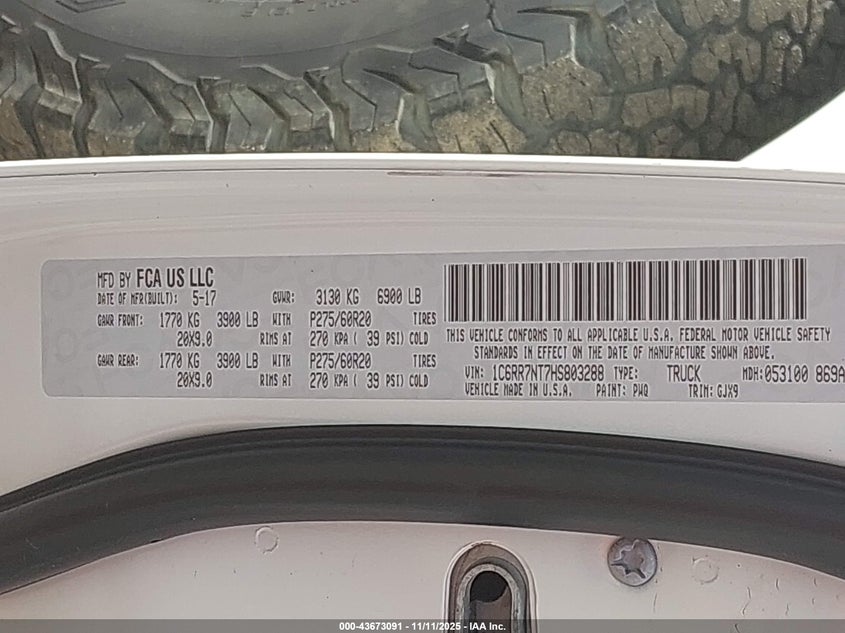 MFD BY FCA US LLC
DATE OF MFR(BUILT): 5-17 GVWR: 3130 KG 6900 LB
GAWR FRONT: 1770 KG 3900 LB WITH P275/60R20 TIRES
20X9.0 RIMS AT 270 KPA ( 39 PSI) COLD
GAWR REAR: 1770 KG 3900 LB WITH P275/60R20 TIRES
20X9.0 RIMS AT 270 KPA ( 39 PSI) COLD
THIS VEHICLE CONFORMS TO ALL APPLICABLE U.S.A. FEDERAL MOTOR VEHICLE SAFETY
STANDARDS IN EFFECT ON THE DATE OF MANUFACTURE SHOWN ABOVE.
VIN: 1C6RR7NT7HS803288 TYPE: TRUCK MDH: 053100 869A
VEHICLE MADE IN U.S.A. PAINT: PWQ TRIM: GJX9
000-43673091 - 11/11/2025 - IAA Inc.